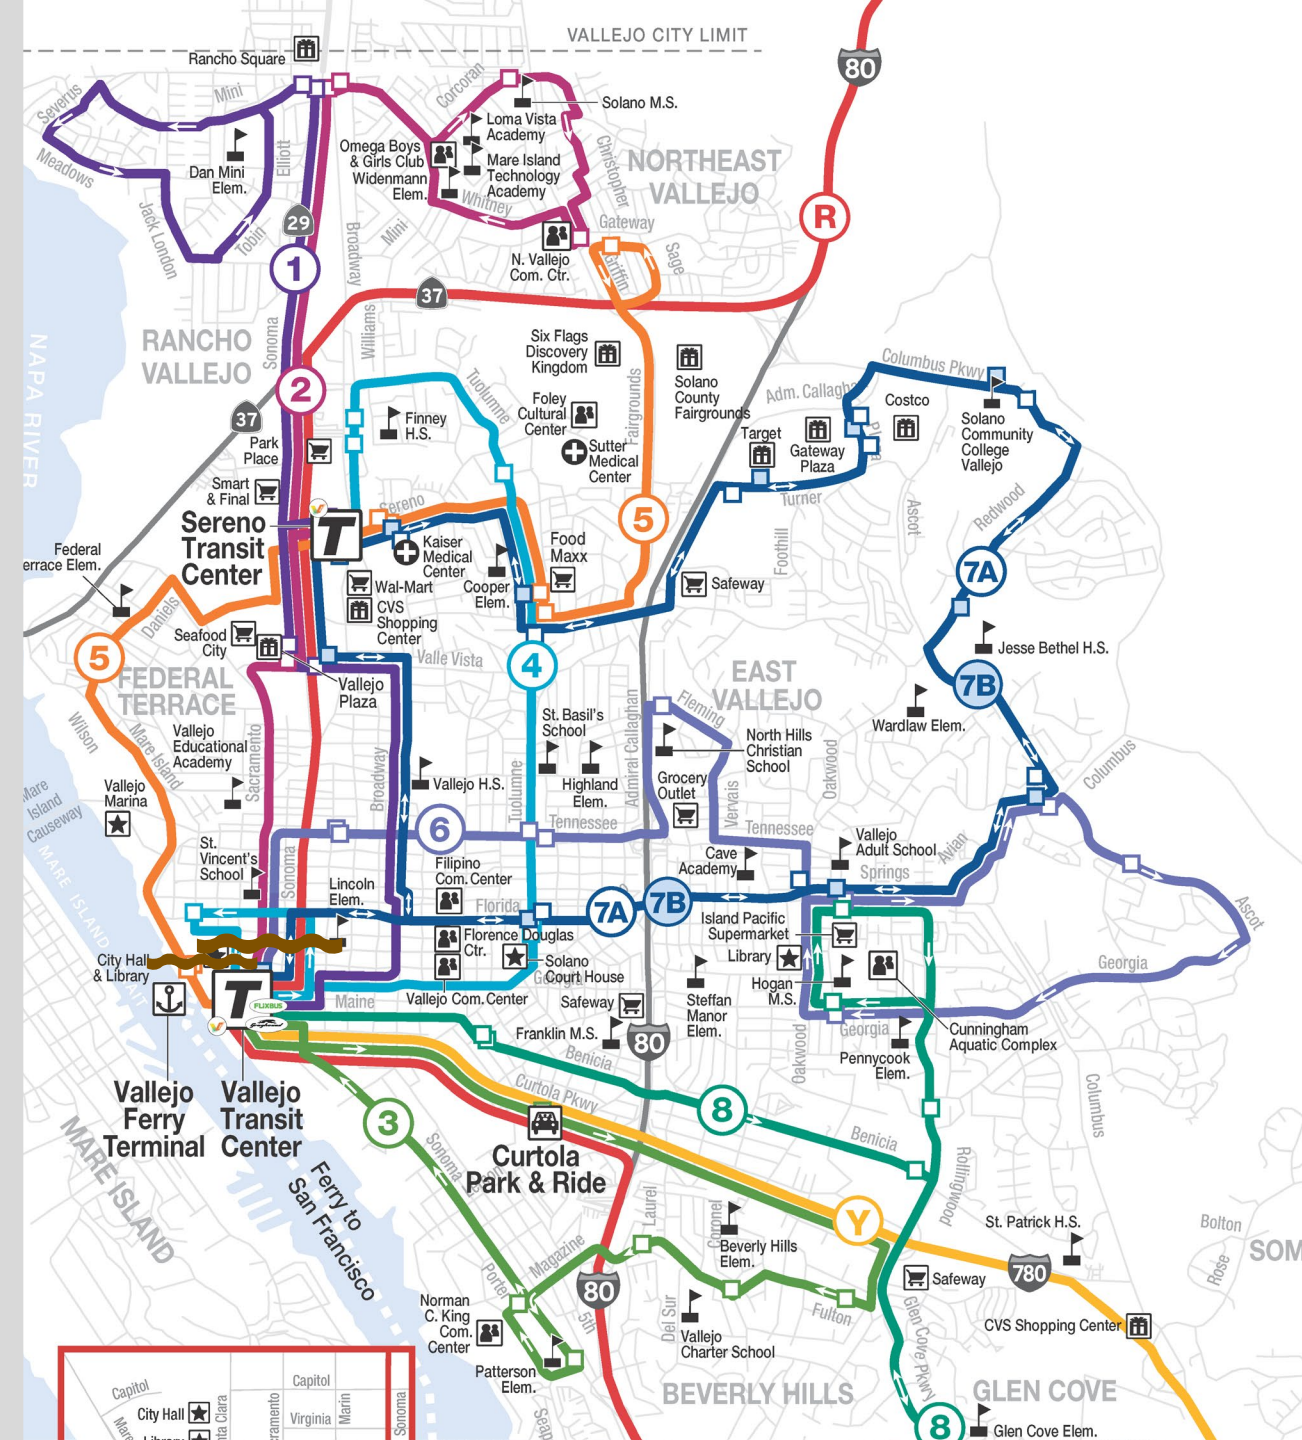 VALLEJO CITY LIMIT
Rancho Square
80
Severus
Mini
Corcoran
Solano M.S.
Meadows
Dan Mini
Elem.
Elliott
Omega Boys
& Girls Club
Widenmann
Elem.
Loma Vista
Academy
Mare Island
Technology
Academy
Christopher
NORTHEAST
VALLEJO
Whitney
Jack London
Tobin
29
Broadway
Mini
Gateway
R
1
N. Vallejo
Com. Ctr.
Griffin
Sage
37
NAPA RIVER
RANCHO
VALLEJO
Sonoma
Williams
Six Flags
Discovery
Kingdom
Solano
County
Fairgrounds
Fairgrounds
Columbus Pkwy
2
37
Tuolumne
Finney
H.S.
Foley
Cultural
Center
Adm. Callaghan
Costco
Solano
Community
College
Vallejo
Park
Place
Sutter
Medical
Center
Target
Gateway
Plaza
Smart
& Final
Turner
Sereno
Transit
Center
T
Sereno
5
Ascot
Redwood
Federal
Kaiser
Medical
Center
Food
Maxx
Foothill
Wal-Mart
Cooper
Elem.
Safeway
7A
CVS
Shopping
Center
Daniels
Seafood
City
5
Valle Vista
4
Jesse Bethel H.S.
FEDERAL
TERRACE
Vallejo
Plaza
EAST
VALLEJO
7B
Wardlaw Elem.
Wilson
Mare Island
Vallejo
Educational
Academy
Sacramento
Broadway
St. Basil's
School
Highland
Elem.
Admiral Callaghan
Fleming
North Hills
Christian
School
Oakwood
Columbus
Mare
Island
Causeway
Vallejo
Marina
Vallejo H.S.
Tuolumne
Grocery
Outlet
Vervais
6
Tennessee
Tennessee
St.
Vincent's
School
Sonoma
Vallejo
Adult School
Avian
Cave
Academy
Springs
MARE ISLAND
Lincoln
Elem.
Filipino
Com. Center
Florida
7A
7B
Ascot
Island Pacific
Supermarket
City Hall
& Library
Florence Douglas
Ctr.
Solano
Court House
Library
Hogan
M.S.
Georgia
T
FLIXBUS
Maine
Vallejo Com. Center
Safeway
Steffan
Manor
Elem.
Franklin M.S.
80
Oakwood
Georgia
Cunningham
Aquatic Complex
Pennycook
Elem.
Benicia
Vallejo
Ferry
Terminal
Vallejo
Transit
Center
3
Curtola Pkwy
8
Columbus
MARE ISLAND
Curtola
Park & Ride
Benicia
Rollingwood
Sonoma
Ferry to
San Francisco
Laurel
Coronel
Y
St. Patrick H.S.
Bolton
Rose
Beverly Hills
Elem.
Magazine
Porter
80
780
Safeway
Norman
C. King
Com.
Center
5th
Del Sur
Fulton
Vallejo
Charter School
Glen Cove Pkwy
CVS Shopping Center
Patterson
Elem.
BEVERLY HILLS
GLEN COVE
8
Glen Cove Elem.
Capitol
Capitol
City Hall
Virginia
Marin
Sonoma